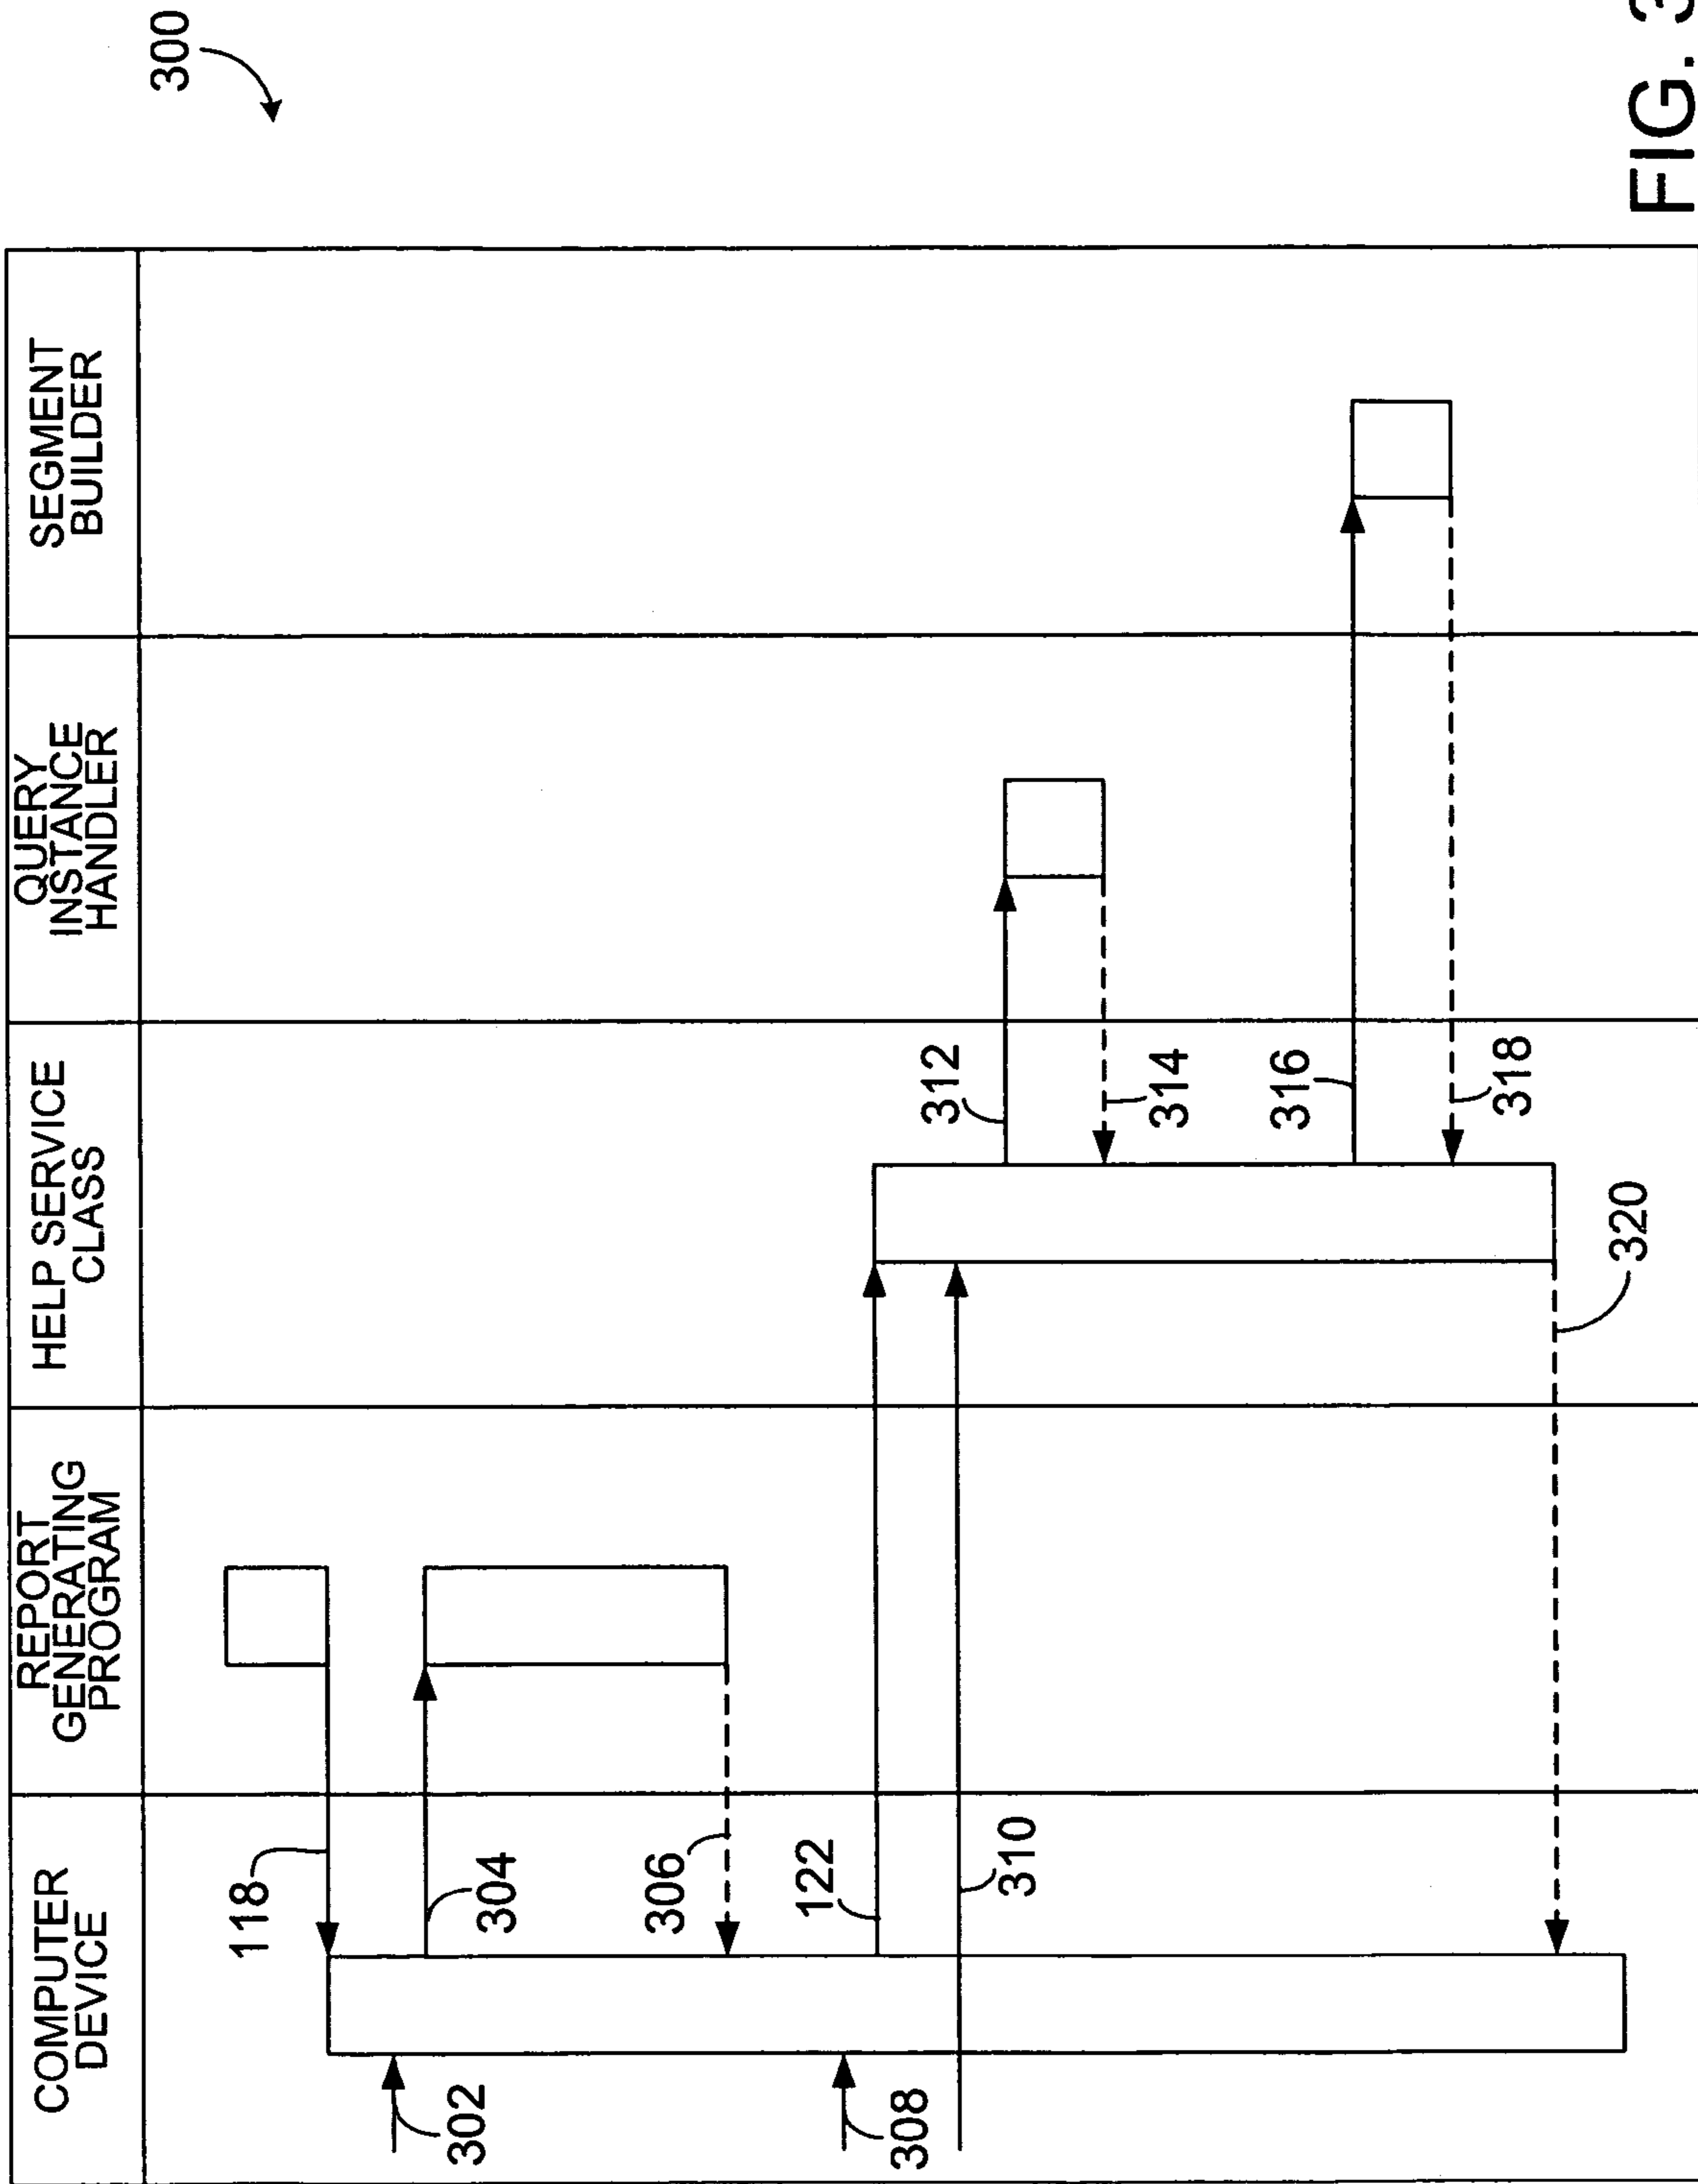 300
COMPUTER
DEVICE
REPORT
GENERATING
PROGRAM
HELP SERVICE
CLASS
QUERY
INSTANCE
HANDLER
SEGMENT
BUILDER
118
302
304
306
308
122
310
312
314
316
318
320
FIG. 3